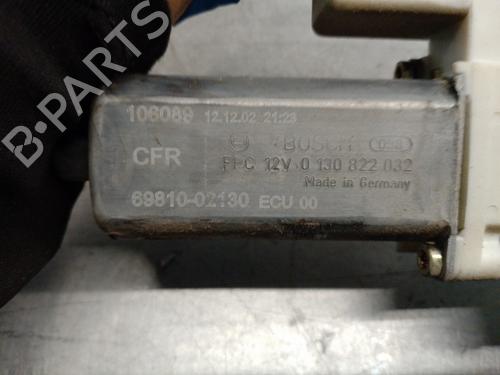 106089 12.12.02 21:23
BOSCH
CFR
FPG 12V 0 130 822 032
Made in Germany
69810-02130 ECU 00
B-PARTS